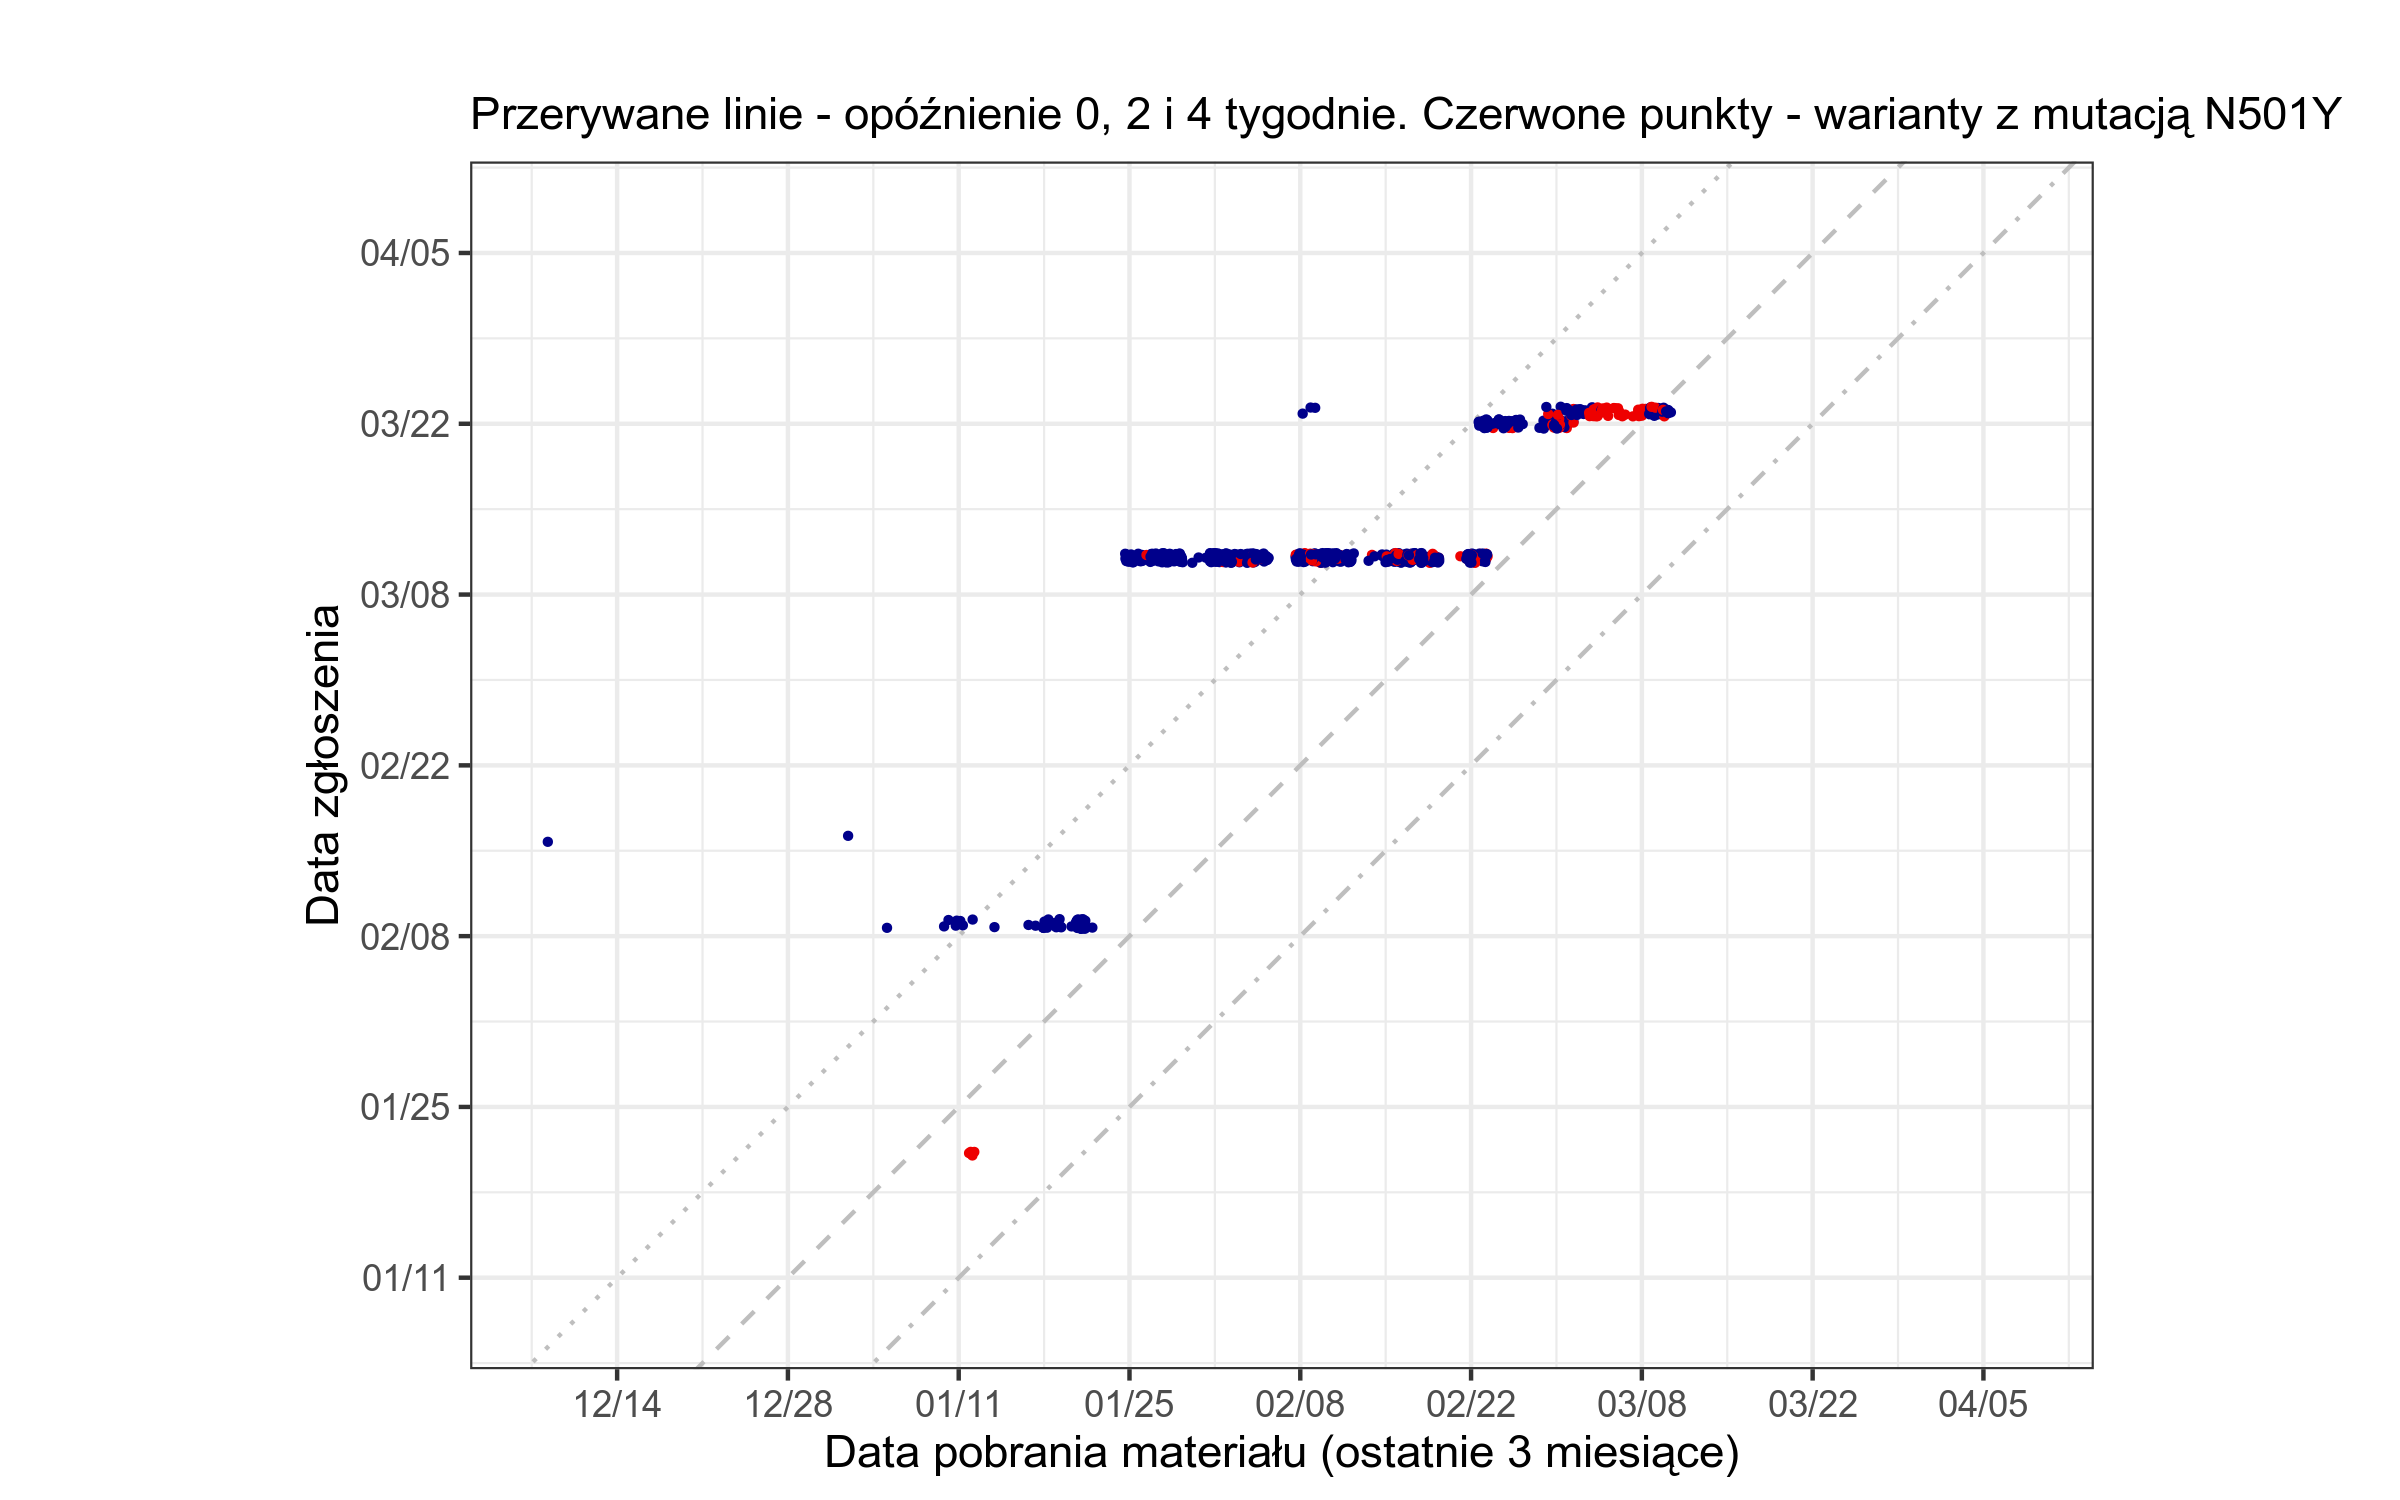 Przerywane linie - opóźnienie 0, 2 i 4 tygodnie. Czerwone punkty - warianty z mutacją N501Y
Data zgłoszenia
04/05
03/22
03/08
02/22
02/08
01/25
01/11
12/14 12/28 01/11 01/25 02/08 02/22 03/08 03/22 04/05
Data pobrania materiału (ostatnie 3 miesiące)